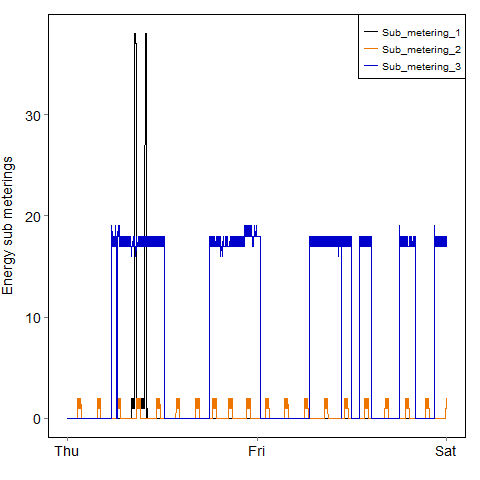 Sub_metering_1
Sub_metering_2
Sub_metering_3
Energy sub meterings
30
20
10
0
Thu
Fri
Sat